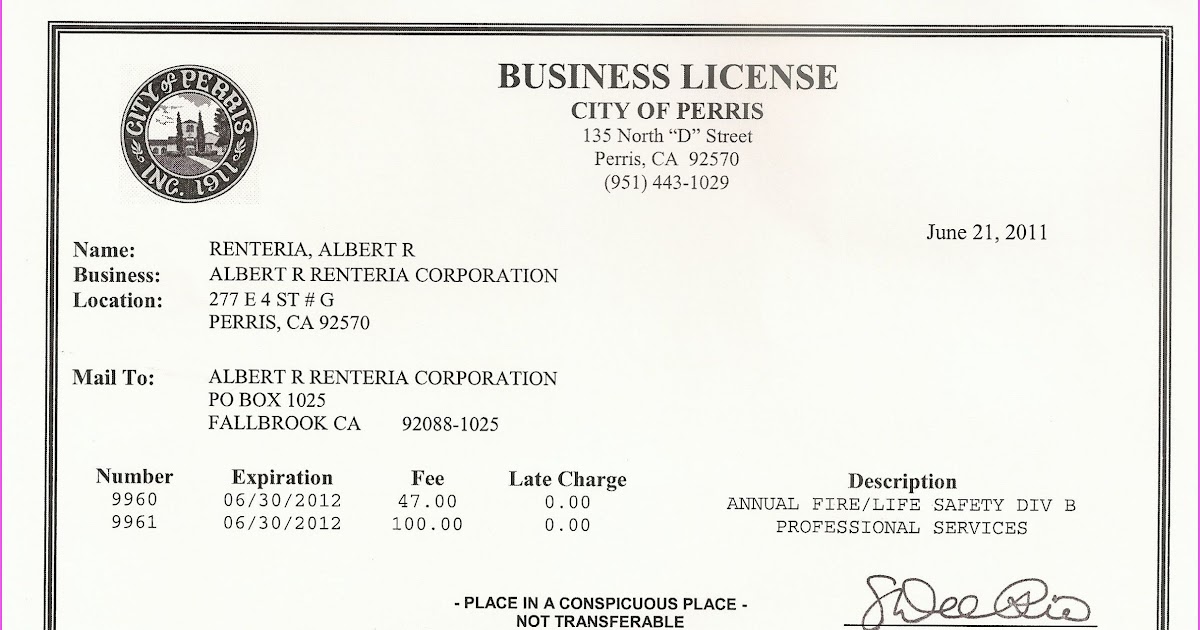 CITY of PERRIS
INC. 1911
BUSINESS LICENSE
CITY OF PERRIS
135 North “D” Street
Perris, CA 92570
(951) 443-1029
June 21, 2011
Name: RENTERIA, ALBERT R
Business: ALBERT R RENTERIA CORPORATION
Location: 277 E 4 ST # G
PERRIS, CA 92570
Mail To: ALBERT R RENTERIA CORPORATION
PO BOX 1025
FALLBROOK CA 92088-1025
Number Expiration Fee Late Charge Description
9960 06/30/2012 47.00 0.00 ANNUAL FIRE/LIFE SAFETY DIV B
9961 06/30/2012 100.00 0.00 PROFESSIONAL SERVICES
- PLACE IN A CONSPICUOUS PLACE -
NOT TRANSFERABLE